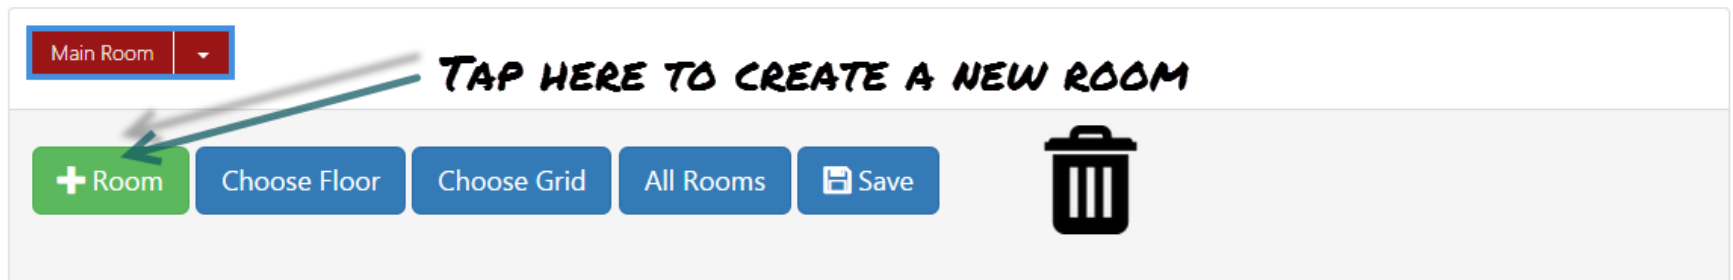 Main Room
TAP HERE TO CREATE A NEW ROOM
Room Choose Floor Choose Grid All Rooms Save